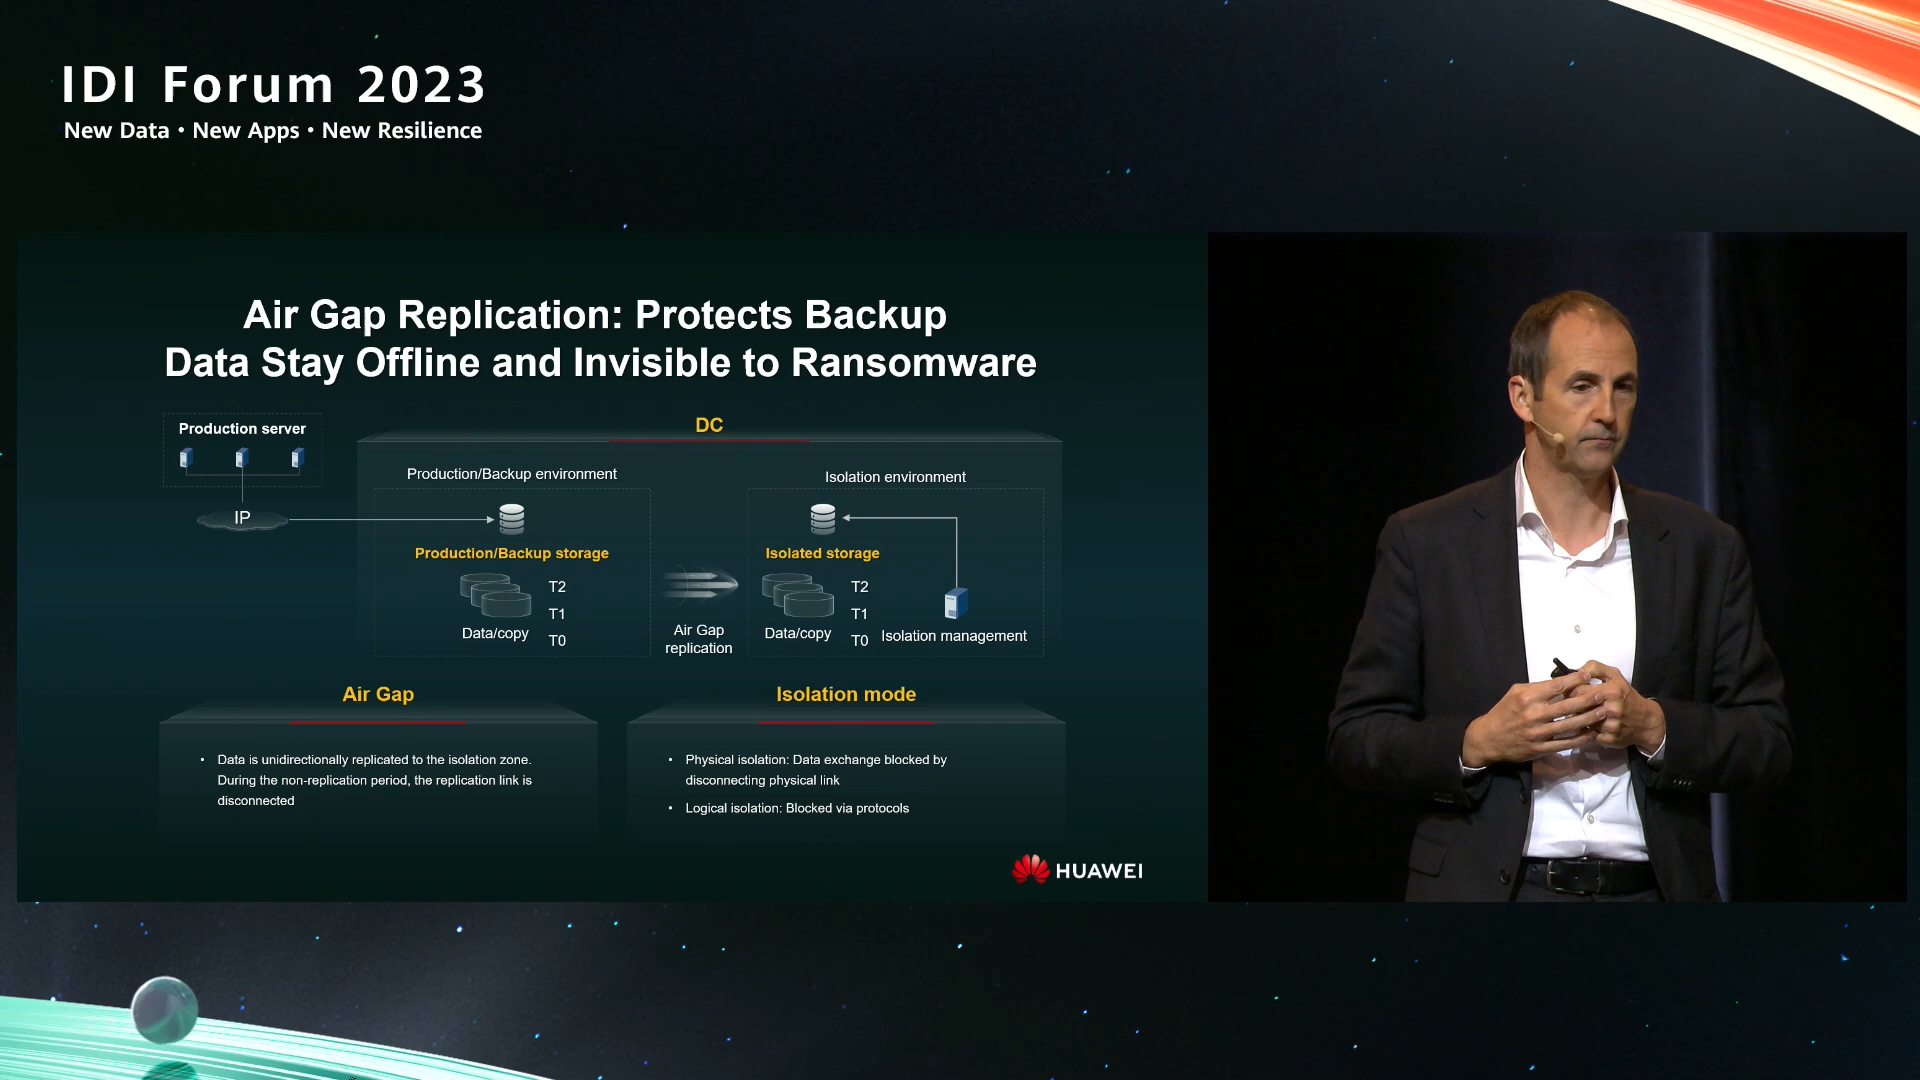 IDI Forum 2023
New Data • New Apps • New Resilience
Air Gap Replication: Protects Backup
Data Stay Offline and Invisible to Ransomware
Production server
IP
DC
Production/Backup environment
Production/Backup storage
T2
T1
Data/copy
T0
Air Gap
replication
Isolation environment
Isolated storage
T2
T1
Data/copy
T0
Isolation management
Air Gap
• Data is unidirectionally replicated to the isolation zone.
During the non-replication period, the replication link is
disconnected
Isolation mode
• Physical isolation: Data exchange blocked by
disconnecting physical link
• Logical isolation: Blocked via protocols
HUAWEI